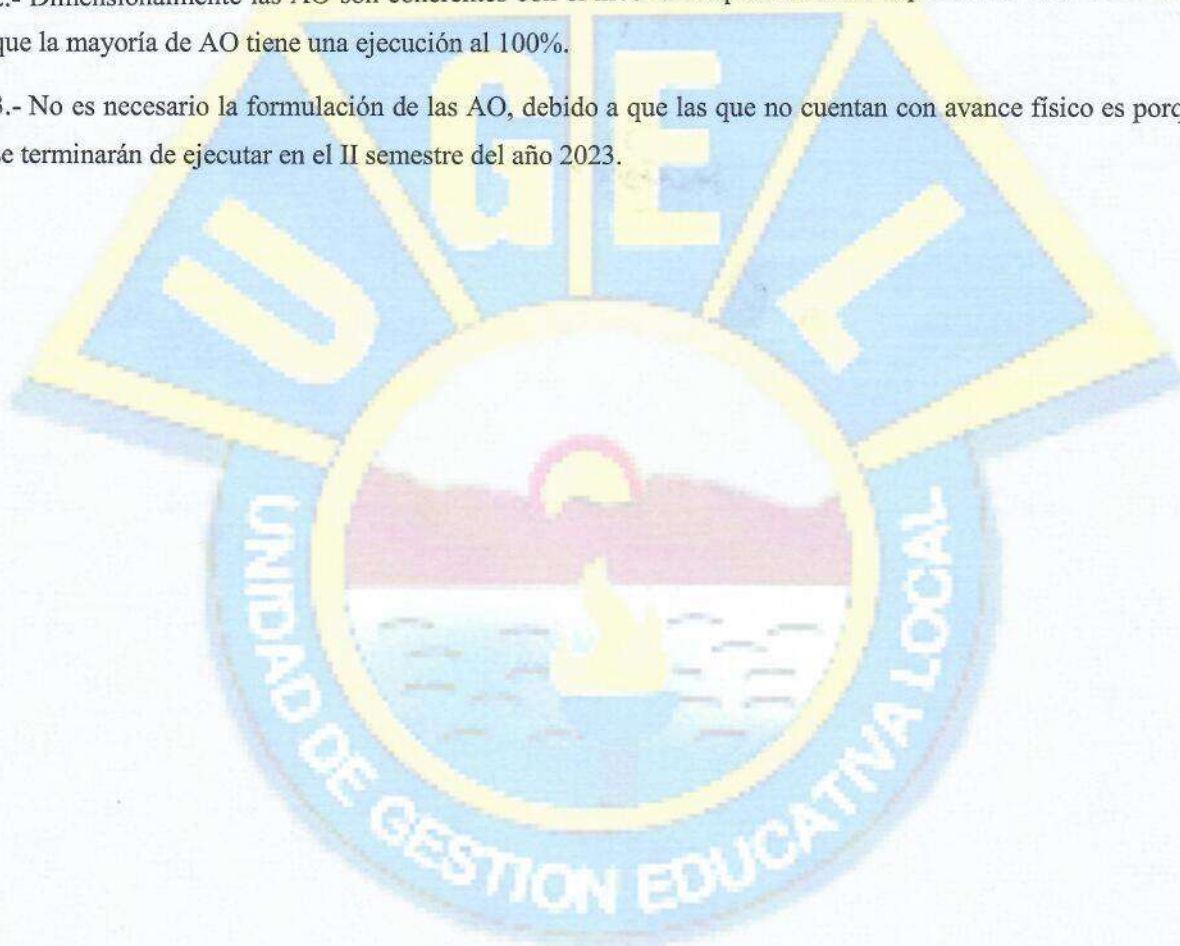 que la mayoría de AO tiene una ejecución al 100%.
.- No es necesario la formulación de las AO, debido a que las que no cuentan con avance físico es
se terminarán de ejecutar en el II semestre del año 2023.
UGEL
UNIDAD DE GESTION EDUCATIVA LOCAL